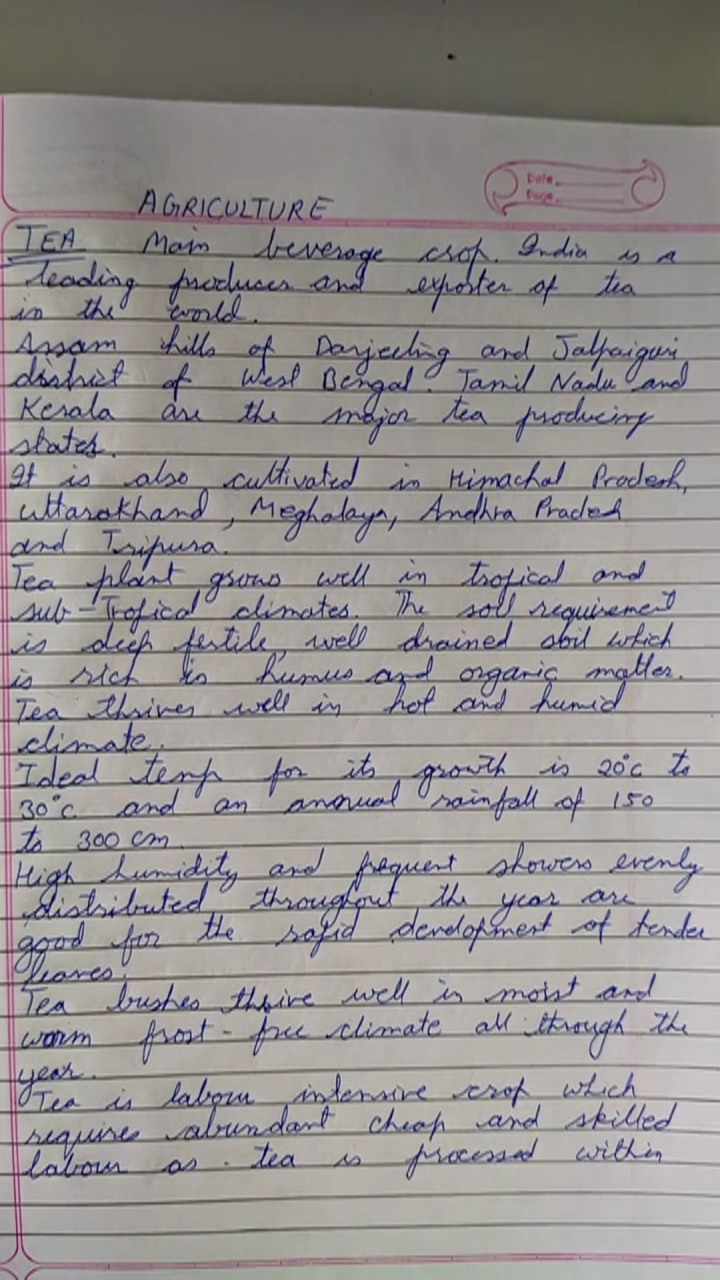 Date
Page
AGRICULTURE
TEA Main beverage crop. India is a
leading producer and exporter of tea
in the world.
Assam hills of Darjeeling and Jalpaiguri
district of West Bengal. Tamil Nadu and
Kerala are the major tea producing
states.
It is also cultivated in Himachal Pradesh,
Uttarakhand, Meghalaya, Andhra Pradesh
and Tripura.
Tea plant grows well in tropical and
sub-Tropical climates. The soil requirement
is deep fertile, well drained soil which
is rich in humus and organic matter.
Tea thrives well in hot and humid
climate.
Ideal temp for its growth is 20°c to
30°c and an annual rainfall of 150
to 300 cm.
High humidity and frequent showers evenly
distributed throughout the year are
good for the rapid development of tender
leaves.
Tea bushes thrive well in moist and
warm frost-free climate all through the
year.
Tea is labour intensive crop which
requires abundant cheap and skilled
labour as tea is processed within